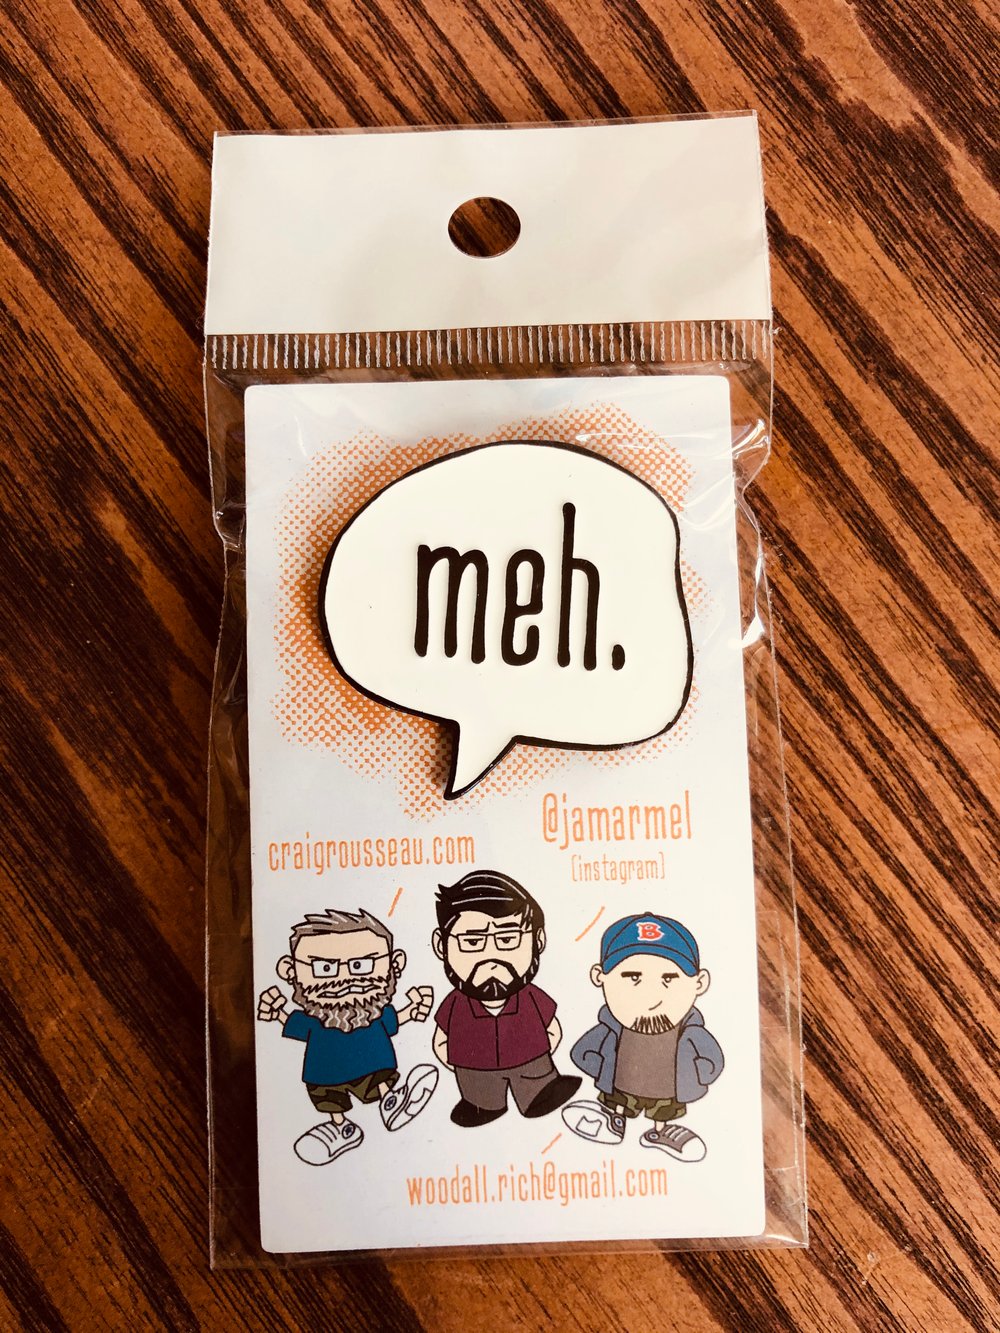 meh.
craigrousseau.com
@jamarmel
(instagram)
B
woodall.rich@gmail.com